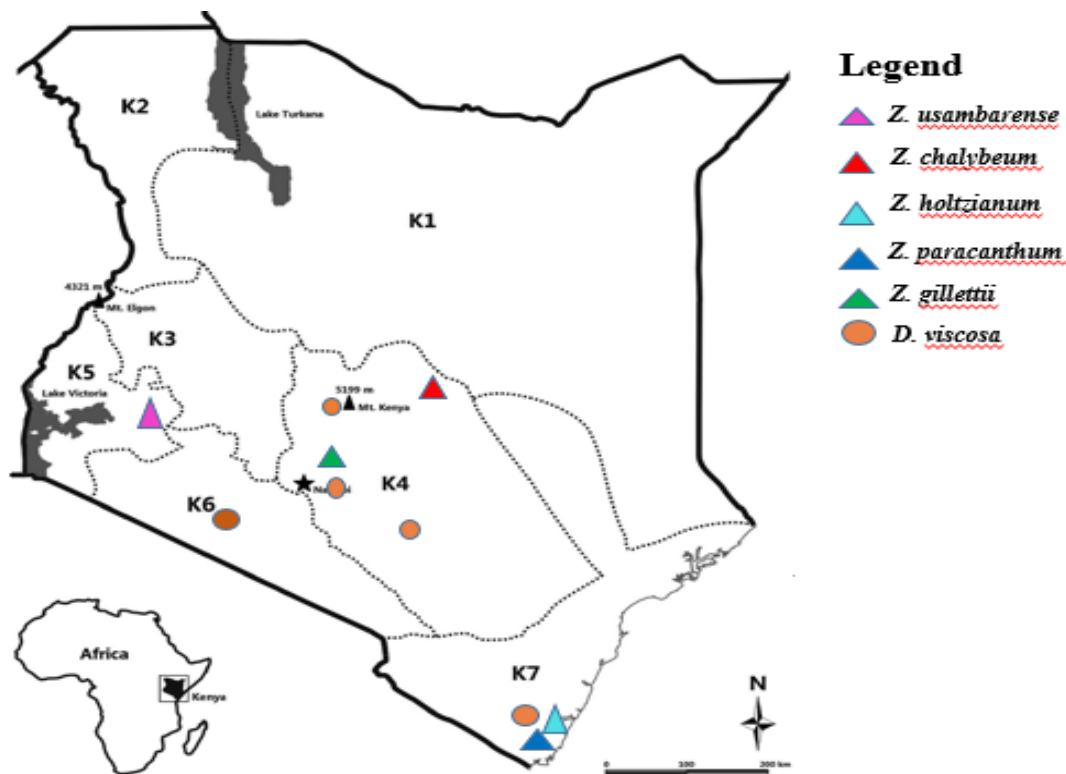 Legend
Z. usambarense
Z. chalybeum
Z. holtzianum
Z. paracanthum
Z. gillettii
D. viscosa
K2
Lake Turkana
K1
4321 m
Mt. Elgon
K3
K5
Lake Victoria
5199 m
Mt. Kenya
K4
K6
K7
Africa
Kenya
N
0 100 200 km